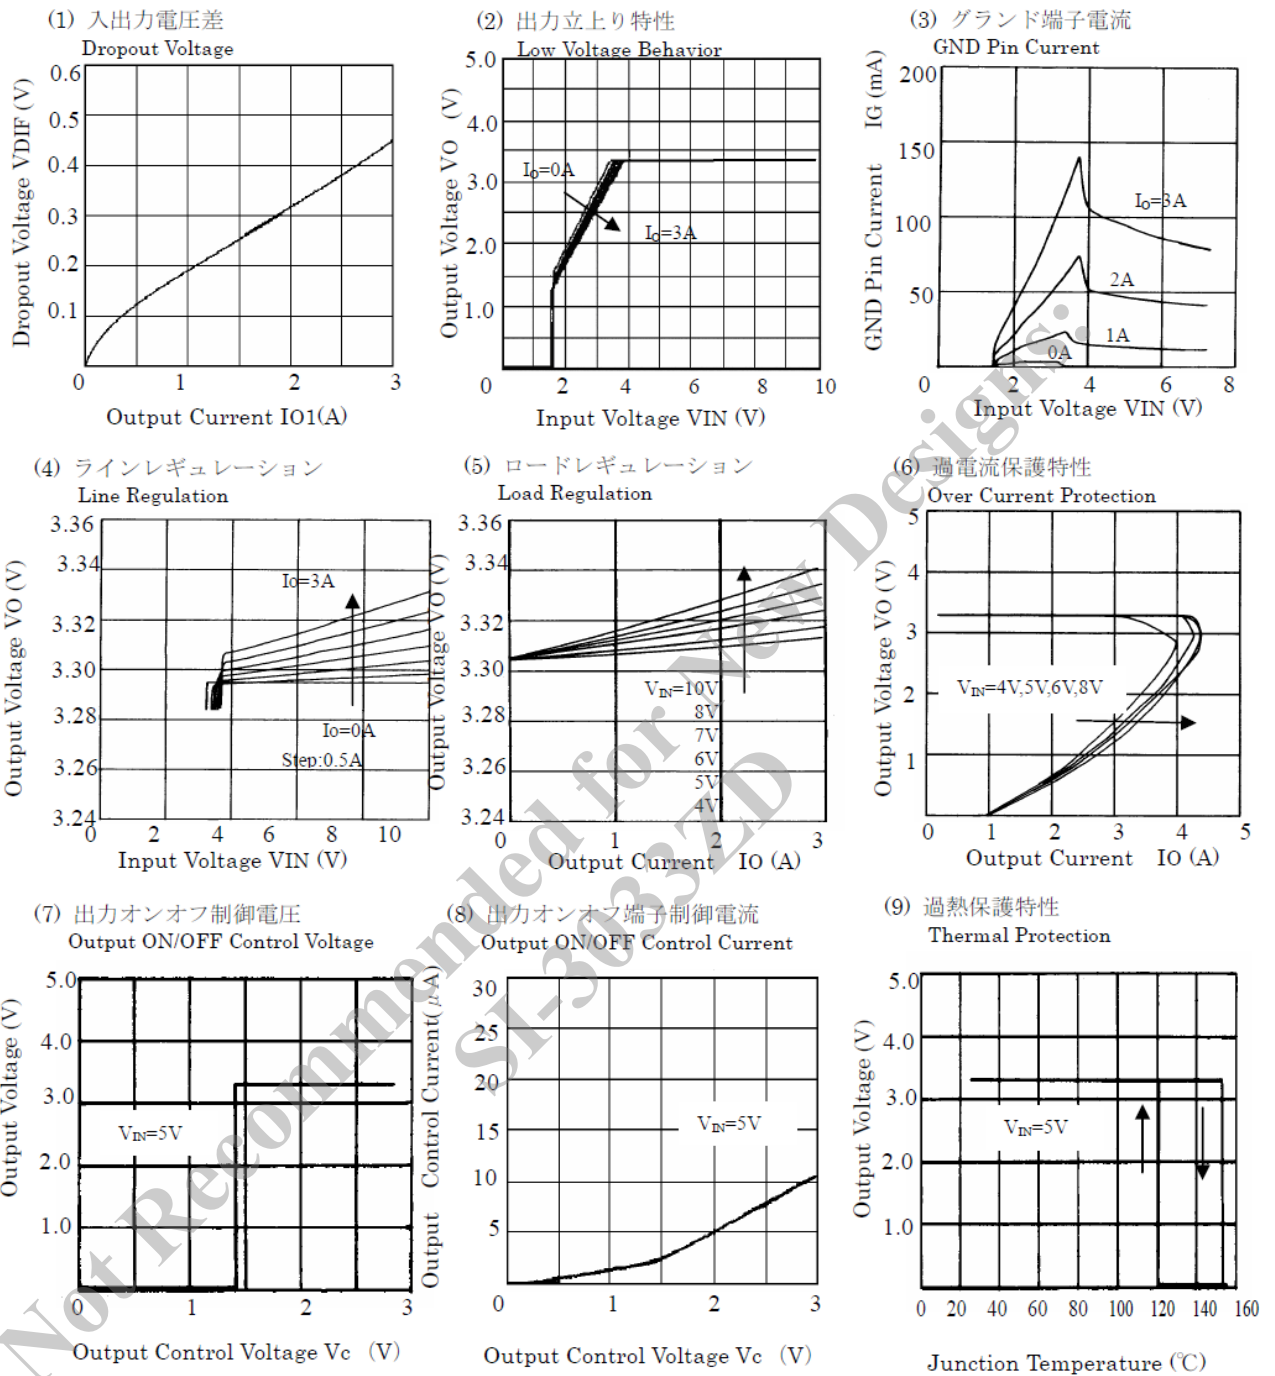 (1) 入出力電圧差
Dropout Voltage
Dropout Voltage VDIF (V)
0.6
0.5
0.4
0.3
0.2
0.1
0 1 2 3
Output Current IO1(A)
(2) 出力立上り特性
Low Voltage Behavior
Output Voltage VO (V)
5.0
4.0
3.0
2.0
1.0
IO=0A
IO=3A
0 2 4 6 8 10
Input Voltage VIN (V)
(3) グランド端子電流
GND Pin Current
GND Pin Current IG (mA)
200
150
100
50
IO=3A
2A
1A
0A
0 2 4 6 8
Input Voltage VIN (V)
(4) ラインレギュレーション
Line Regulation
Output Voltage VO (V)
3.36
3.34
3.32
3.30
3.28
3.26
3.24
Io=3A
Io=0A
Step:0.5A
0 2 4 6 8 10
Input Voltage VIN (V)
(5) ロードレギュレーション
Load Regulation
Output Voltage VO (V)
3.36
3.34
3.32
3.30
3.28
3.26
3.24
VIN=10V
8V
7V
6V
5V
4V
0 1 2 3
Output Current IO (A)
(6) 過電流保護特性
Over Current Protection
Output Voltage VO (V)
5
4
3
2
1
VIN=4V,5V,6V,8V
0 1 2 3 4 5
Output Current IO (A)
(7) 出力オンオフ制御電圧
Output ON/OFF Control Voltage
Output Voltage (V)
5.0
4.0
3.0
2.0
1.0
VIN=5V
0 1 2 3
Output Control Voltage Vc (V)
(8) 出力オンオフ端子制御電流
Output ON/OFF Control Current
Output Control Current(μA)
30
25
20
15
10
5
VIN=5V
0 1 2 3
Output Control Voltage Vc (V)
(9) 過熱保護特性
Thermal Protection
Output Voltage (V)
5.0
4.0
3.0
2.0
1.0
VIN=5V
0 20 40 60 80 100 120 140 160
Junction Temperature (℃)
Not Recommended for New Designs:
SI-3033ZD